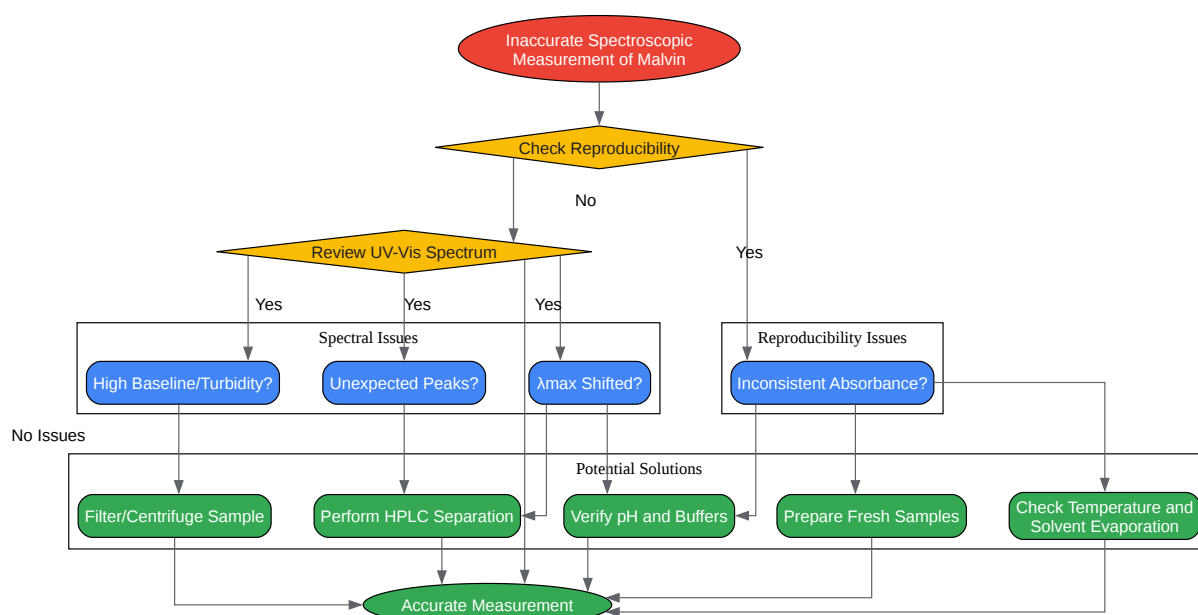 Inaccurate Spectroscopic
Measurement of Malvin
Check Reproducibility
No
Review UV-Vis Spectrum
Yes
Yes
Yes
Yes
Spectral Issues
Reproducibility Issues
High Baseline/Turbidity?
Unexpected Peaks?
λmax Shifted?
Inconsistent Absorbance?
No Issues
Potential Solutions
Filter/Centrifuge Sample
Perform HPLC Separation
Verify pH and Buffers
Prepare Fresh Samples
Check Temperature and
Solvent Evaporation
Accurate Measurement